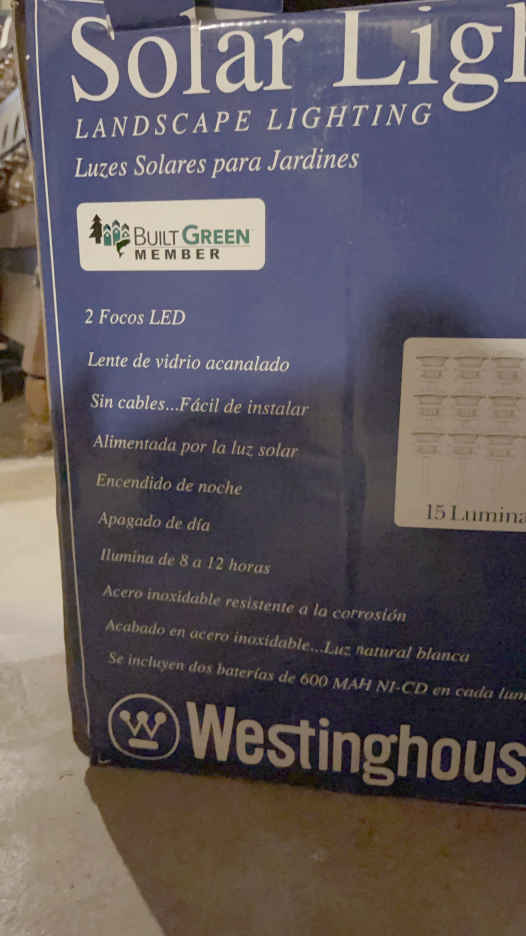 Solar Ligh
LANDSCAPE LIGHTING
Luzes Solares para Jardines
BUILT GREEN
MEMBER
2 Focos LED
Lente de vidrio acanalado
Sin cables...Fácil de instalar
Alimentada por la luz solar
Encendido de noche
Apagado de día
Ilumina de 8 a 12 horas
15 Lumina
Acero inoxidable resistente a la corrosión
Acabado en acero inoxidable...Luz natural blanca
Se incluyen dos baterías de 600 MAH NI-CD en cada lum
Westinghous